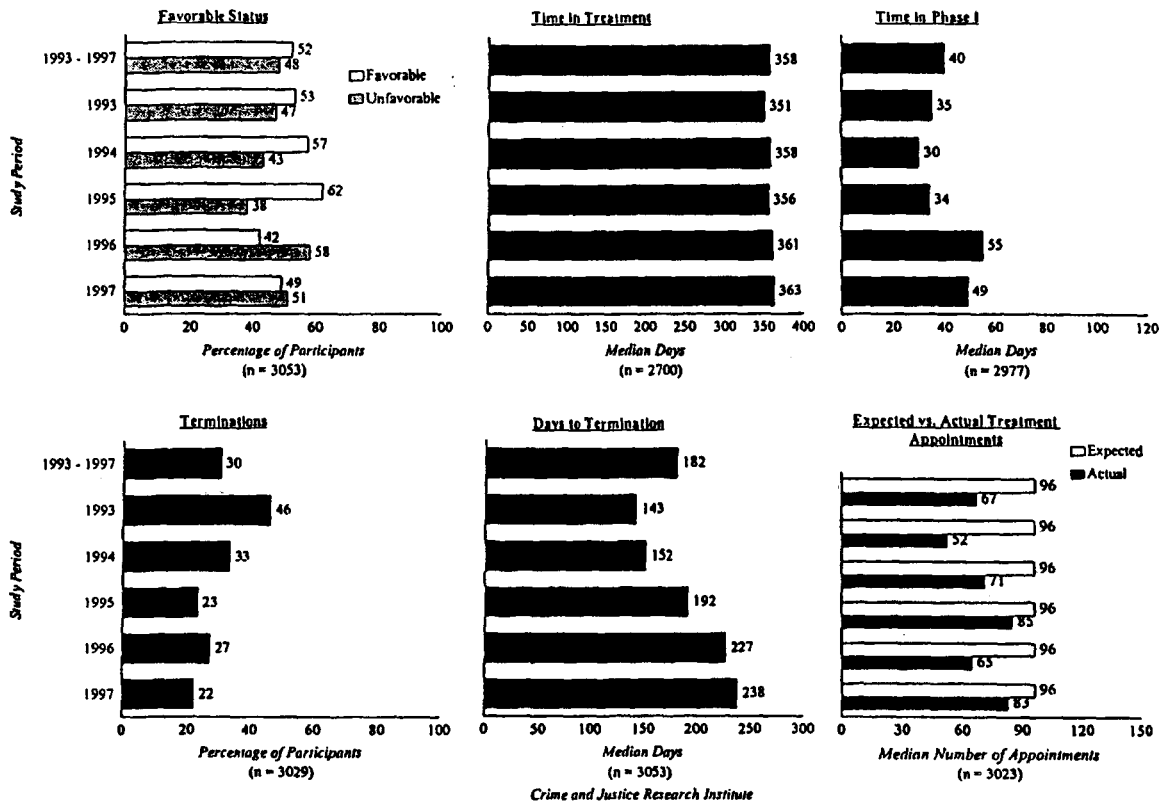 Favorable Status
1993 - 1997
52
48
1993
53
47
1994
57
43
1995
62
38
1996
42
58
1997
49
51
Favorable
Unfavorable
Study Period
0 20 40 60 80 100
Percentage of Participants
(n = 3053)
Time in Treatment
358
351
358
356
361
363
0 50 100 150 200 250 300 350 400
Median Days
(n = 2700)
Time in Phase I
40
35
30
34
55
49
0 20 40 60 80 100 120
Median Days
(n = 2977)
Terminations
1993 - 1997
30
1993
46
1994
33
1995
23
1996
27
1997
22
Study Period
0 20 40 60 80 100
Percentage of Participants
(n = 3029)
Days to Termination
182
143
152
192
227
238
0 50 100 150 200 250 300
Median Days
(n = 3053)
Expected vs. Actual Treatment
Appointments
Expected
Actual
96
67
96
52
96
71
96
85
96
65
96
83
0 30 60 90 120 150
Median Number of Appointments
(n = 3023)
Crime and Justice Research Institute